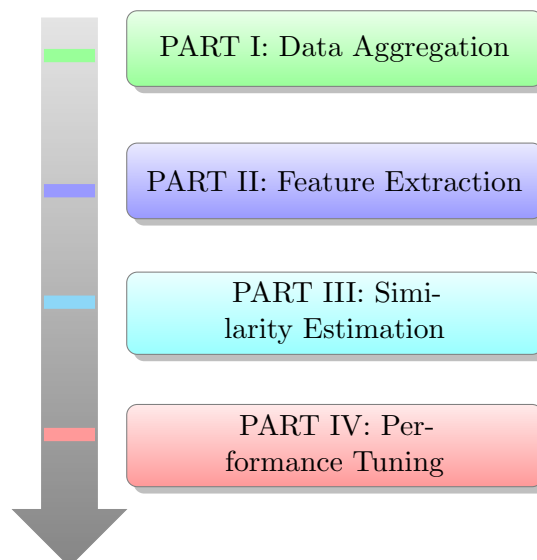 PART I: Data Aggregation
PART II: Feature Extraction
PART III: Simi-
larity Estimation
PART IV: Per-
formance Tuning